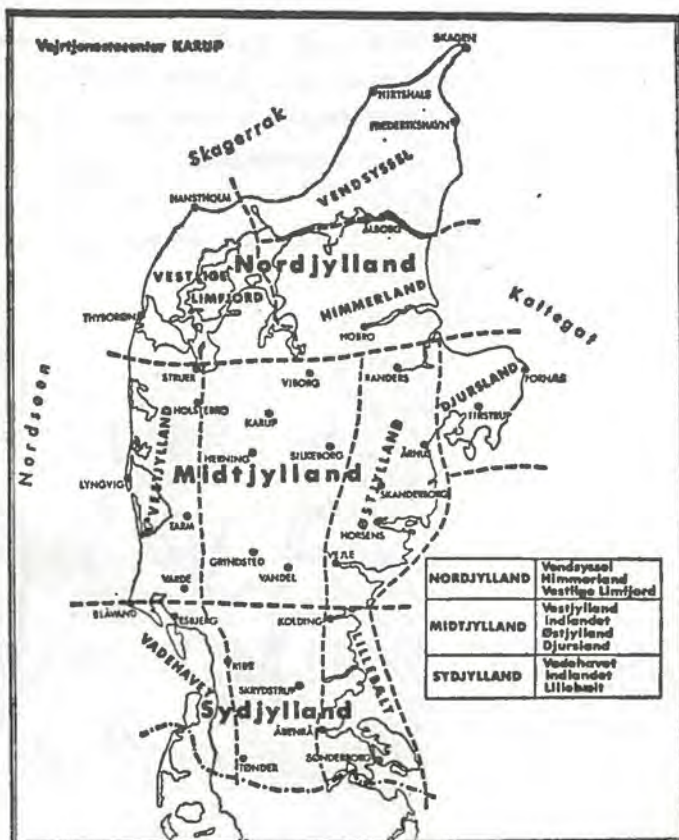 Vejrtjenestecenter KARUP
SKAGEN
HIRTSHALS
FREDERIKSHAVN
Skagerrak
VENDSYSSEL
HANSTHOLM
ÅLBORG
Nordjylland
VESTLIGE
LIMFJORD
HIMMERLAND
Kattegat
THYBORØN
HOBRO
STRUER
VIBORG
RANDERS
DJURSLAND
FORNÆS
TIRSTRUP
HOLSTEBRO
KARUP
Nordsøen
VESTJYLLAND
HERNING
SILKEBORG
ØSTJYLLAND
ÅRHUS
Midtjylland
LYNGVIG
SKANDERBORG
TARM
HORSENS
GRINDSTED
VANDEL
VEJLE
VARDE
NORDJYLLAND
Vendsyssel
Himmerland
Vestlige Limfjord
MIDTJYLLAND
Vestjylland
Indlandet
Østjylland
Djursland
SYDJYLLAND
Vadehavet
Indlandet
Lillebælt
BLÅVAND
ESBJERG
KOLDING
VADEHAVET
RIBE
LILLEBÆLT
SKRYDSTRUP
Sydjylland
ÅBENRÅ
TØNDER
SØNDERBORG